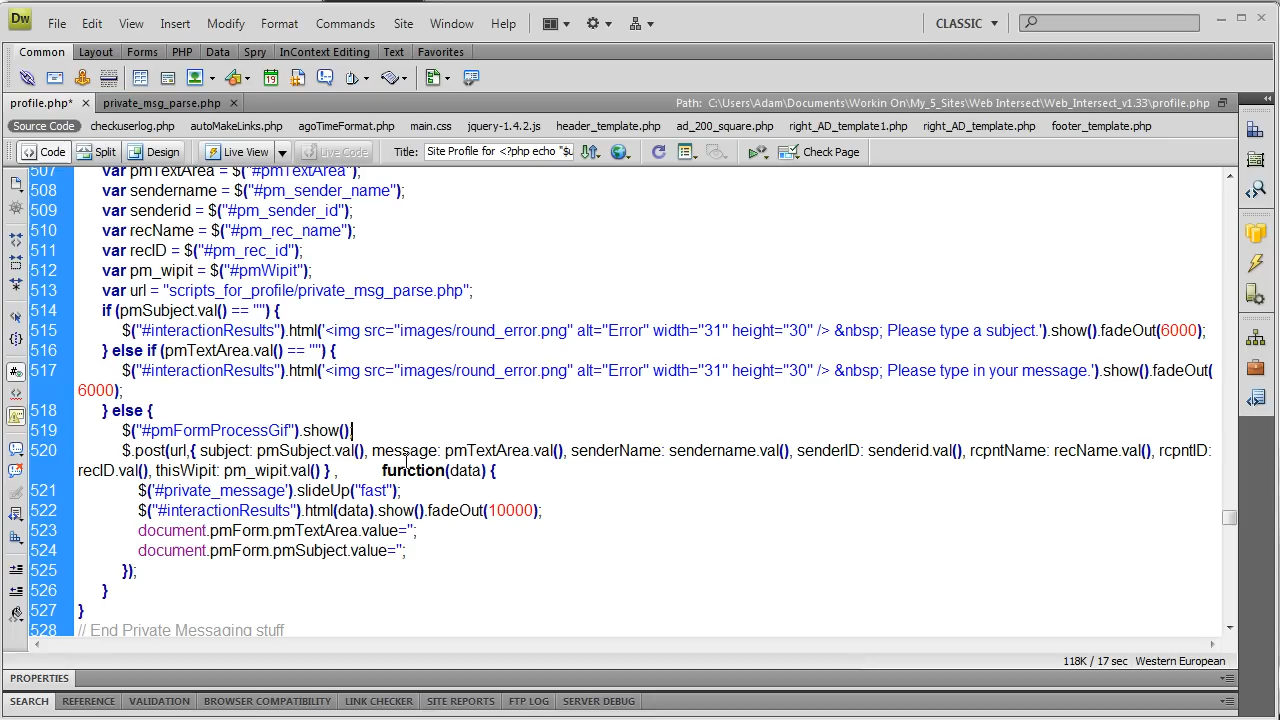 Dw File Edit View Insert Modify Format Commands Site Window Help CLASSIC
Common Layout Forms PHP Data Spry InContext Editing Text Favorites
profile.php* × private_msg_parse.php × Path: C:\Users\Adam\Documents\Workin On\My_5_Sites\Web Intersect\Web_Intersect_v1.33\profile.php
Source Code checkuserlog.php autoMakeLinks.php agoTimeFormat.php main.css jquery-1.4.2.js header_template.php ad_200_square.php right_AD_template1.php right_AD_template.php footer_template.php
Code Split Design Live View Live Code Title: Site Profile for <?php echo "$u Check Page
507 var pmTextArea = $("#pmTextArea");
508 var sendername = $("#pm_sender_name");
509 var senderid = $("#pm_sender_id");
510 var recName = $("#pm_rec_name");
511 var recID = $("#pm_rec_id");
512 var pm_wipit = $("#pmWipit");
513 var url = "scripts_for_profile/private_msg_parse.php";
514 if (pmSubject.val() == "") {
515 $("#interactionResults").html('<img src="images/round_error.png" alt="Error" width="31" height="30" /> &nbsp; Please type a subject.').show().fadeOut(6000);
516 } else if (pmTextArea.val() == "") {
517 $("#interactionResults").html('<img src="images/round_error.png" alt="Error" width="31" height="30" /> &nbsp; Please type in your message.').show().fadeOut(
6000);
518 } else {
519 $("#pmFormProcessGif").show();
520 $.post(url,{ subject: pmSubject.val(), message: pmTextArea.val(), senderName: sendername.val(), senderID: senderid.val(), rcpntName: recName.val(), rcpntID:
recID.val(), thisWipit: pm_wipit.val() } , function(data) {
521 $('#private_message').slideUp("fast");
522 $("#interactionResults").html(data).show().fadeOut(10000);
523 document.pmForm.pmTextArea.value='';
524 document.pmForm.pmSubject.value='';
525 });
526 }
527 }
528 // End Private Messaging stuff
118K / 17 sec Western European
PROPERTIES
SEARCH REFERENCE VALIDATION BROWSER COMPATIBILITY LINK CHECKER SITE REPORTS FTP LOG SERVER DEBUG